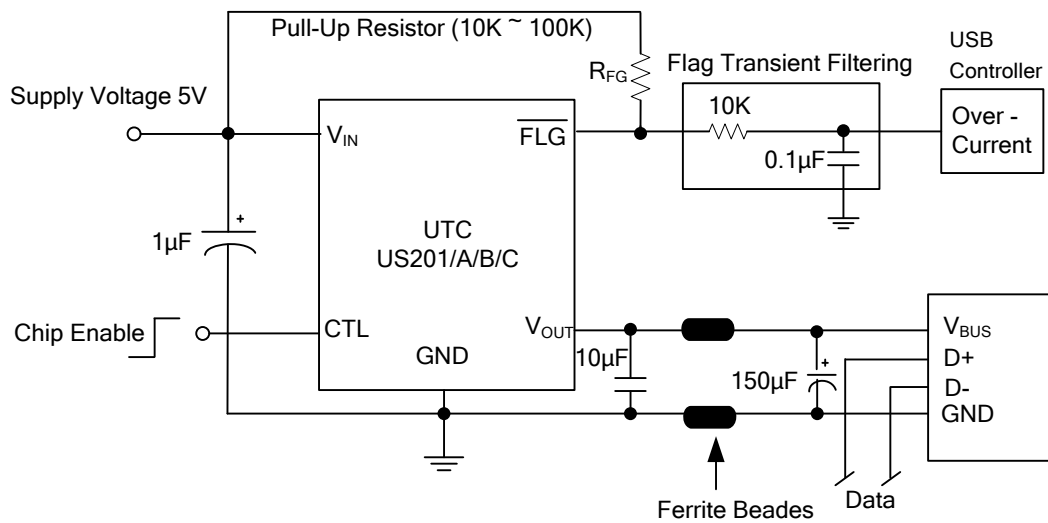 Pull-Up Resistor (10K ~ 100K)
USB
Controller
Flag Transient Filtering
RFG
Supply Voltage 5V
10K
Over -
Current
VIN
FLG
0.1µF
UTC
US201/A/B/C
1µF
Chip Enable
CTL
VOUT
GND
10µF
150µF
VBUS
D+
D-
GND
Ferrite Beades
Data